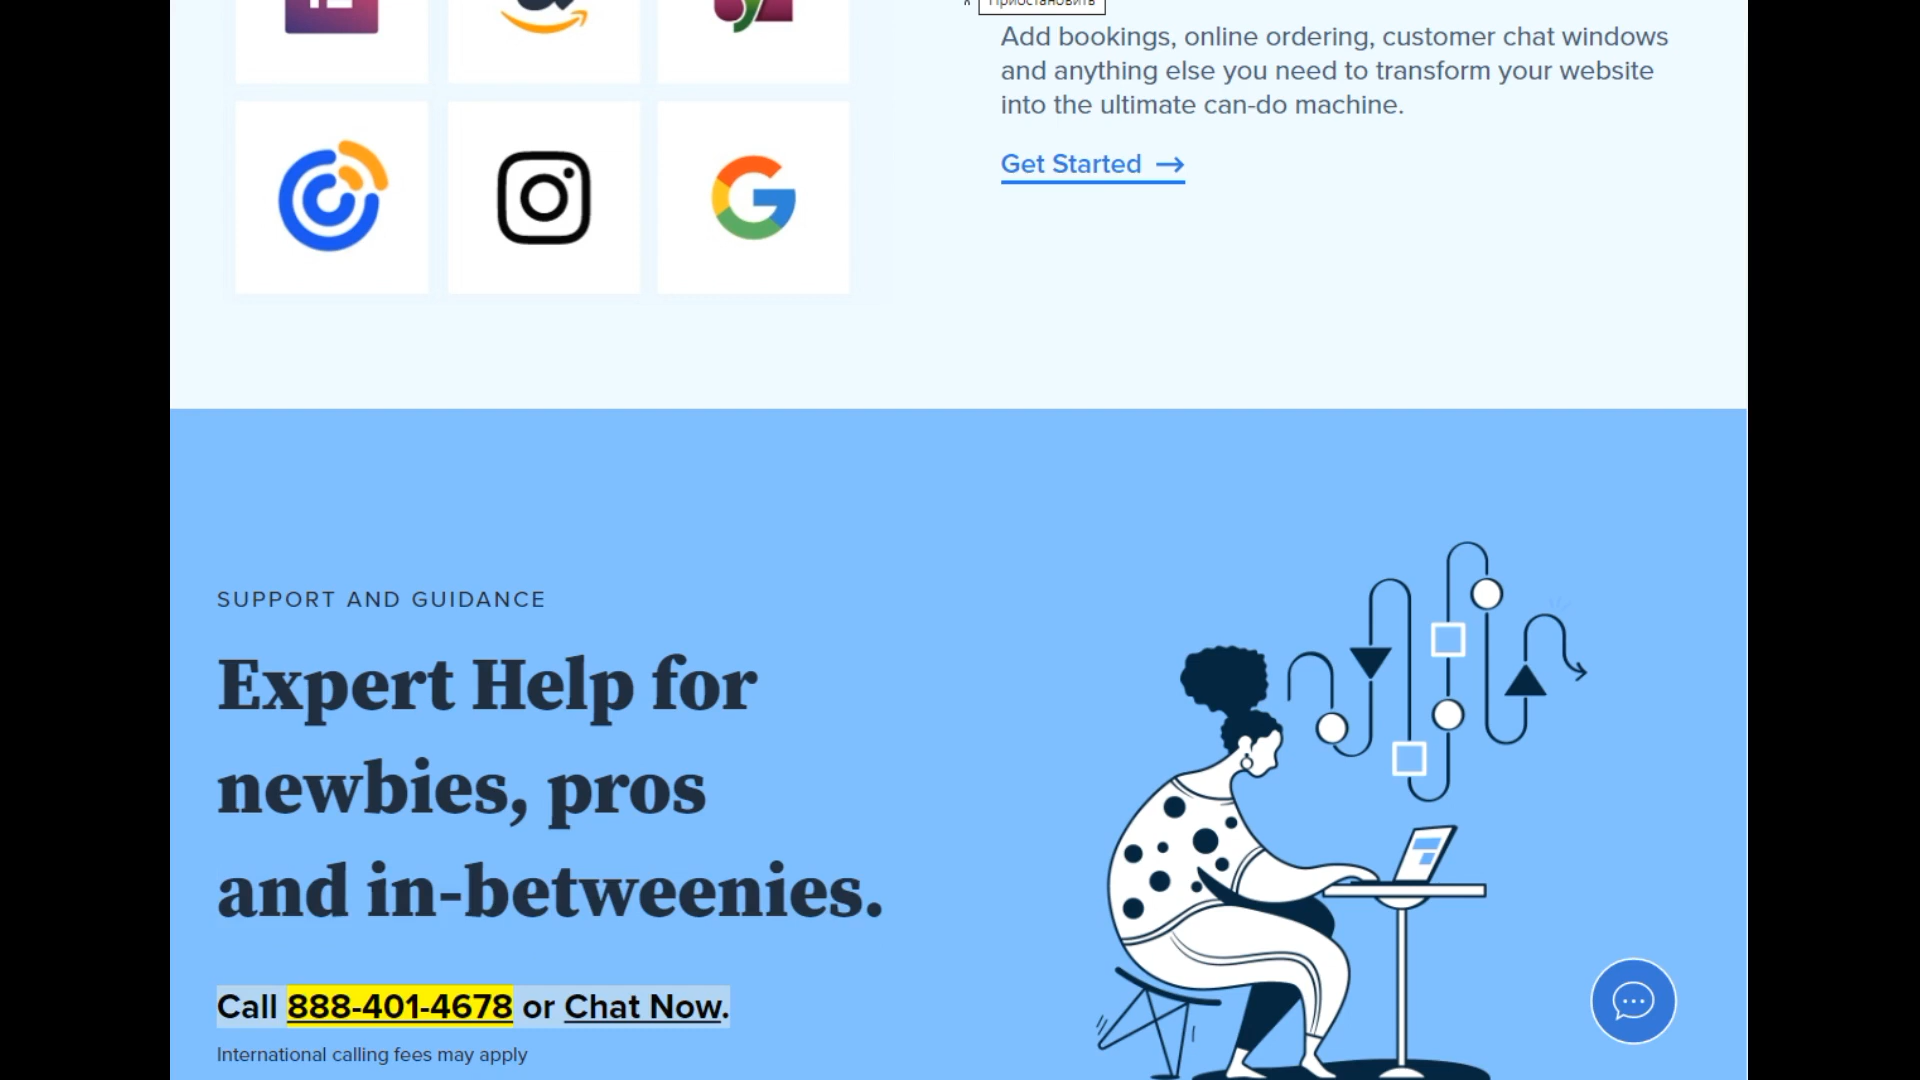 Приостановить
Add bookings, online ordering, customer chat windows
and anything else you need to transform your website
into the ultimate can-do machine.
Get Started →
SUPPORT AND GUIDANCE
Expert Help for
newbies, pros
and in-betweenies.
Call 888-401-4678 or Chat Now.
International calling fees may apply